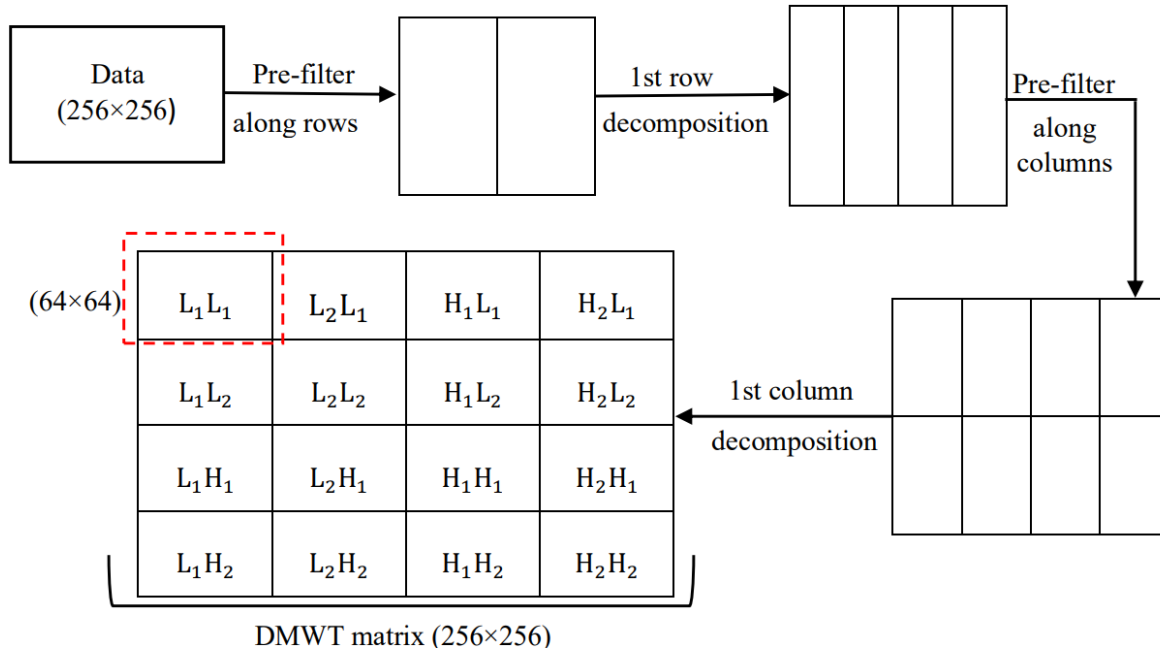 Data
(256×256)
Pre-filter
along rows
1st row
decomposition
Pre-filter
along
columns
(64×64)
L₁L₁ L₂L₁ H₁L₁ H₂L₁
L₁L₂ L₂L₂ H₁L₂ H₂L₂
L₁H₁ L₂H₁ H₁H₁ H₂H₁
L₁H₂ L₂H₂ H₁H₂ H₂H₂
1st column
decomposition
DMWT matrix (256×256)